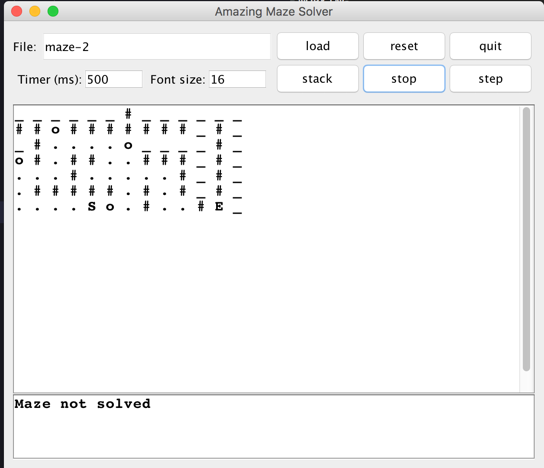 Amazing Maze Solver
File: maze-2 load reset quit
Timer (ms): 500 Font size: 16 stack stop step
_ _ _ _ _ _ # _ _ _ _ _ _
# # o # # # # # # # _ # _
_ # . . . . o _ _ _ _ # _
o # . # # . . # # # _ # _
. . . # . . . . . # _ # _
. # # # # # . # . # _ # _
. . . . S o . # . . # E _
Maze not solved